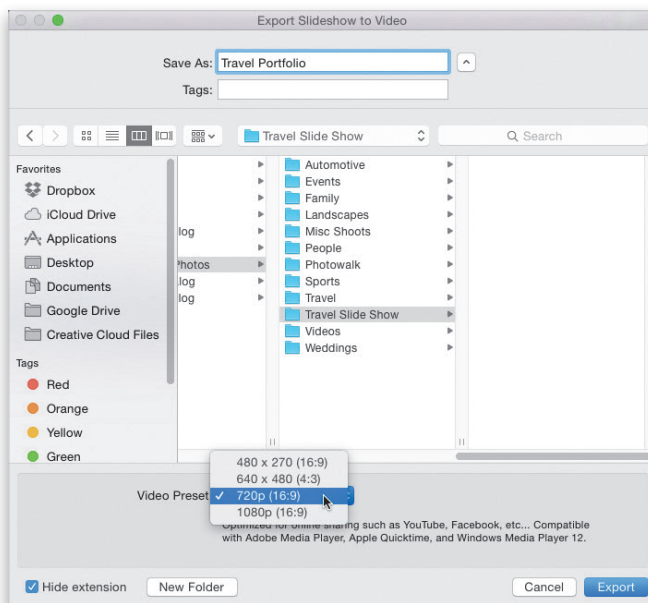 Export Slideshow to Video
Save As: Travel Portfolio
Tags:
Travel Slide Show
Search
Favorites
Dropbox
iCloud Drive
Applications
Desktop
Documents
Google Drive
Creative Cloud Files
Tags
Red
Orange
Yellow
Green
log
Photos
log
log
Automotive
Events
Family
Landscapes
Misc Shoots
People
Photowalk
Sports
Travel
Travel Slide Show
Videos
Weddings
Video Preset
480 x 270 (16:9)
640 x 480 (4:3)
✓ 720p (16:9)
1080p (16:9)
Optimized for online sharing such as YouTube, Facebook, etc... Compatible
with Adobe Media Player, Apple Quicktime, and Windows Media Player 12.
Hide extension
New Folder
Cancel
Export